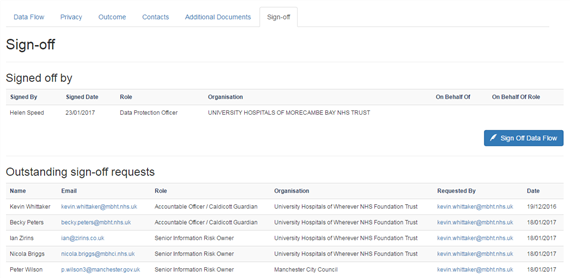 Data Flow Privacy Outcome Contacts Additional Documents Sign-off
Sign-off
Signed off by
Signed By Signed Date Role Organisation On Behalf Of On Behalf Of Role
Helen Speed 23/01/2017 Data Protection Officer UNIVERSITY HOSPITALS OF MORECAMBE BAY NHS TRUST
Sign Off Data Flow
Outstanding sign-off requests
Name Email Role Organisation Requested By Date
Kevin Whittaker kevin.whittaker@mbht.nhs.uk Accountable Officer / Caldicott Guardian University Hospitals of Wherever NHS Foundation Trust kevin.whittaker@mbht.nhs.uk 19/12/2016
Becky Peters becky.peters@mbht.nhs.uk Accountable Officer / Caldicott Guardian University Hospitals of Wherever NHS Foundation Trust kevin.whittaker@mbht.nhs.uk 18/01/2017
Ian Zinns ian@zinns.co.uk Senior Information Risk Owner University Hospitals of Wherever NHS Foundation Trust kevin.whittaker@mbht.nhs.uk 18/01/2017
Nicola Briggs nicola.briggs@mbhci.nhs.uk Senior Information Risk Owner University Hospitals of Wherever NHS Foundation Trust kevin.whittaker@mbht.nhs.uk 18/01/2017
Peter Wilson p.wilson3@manchester.gov.uk Senior Information Risk Owner Manchester City Council kevin.whittaker@mbht.nhs.uk 18/01/2017